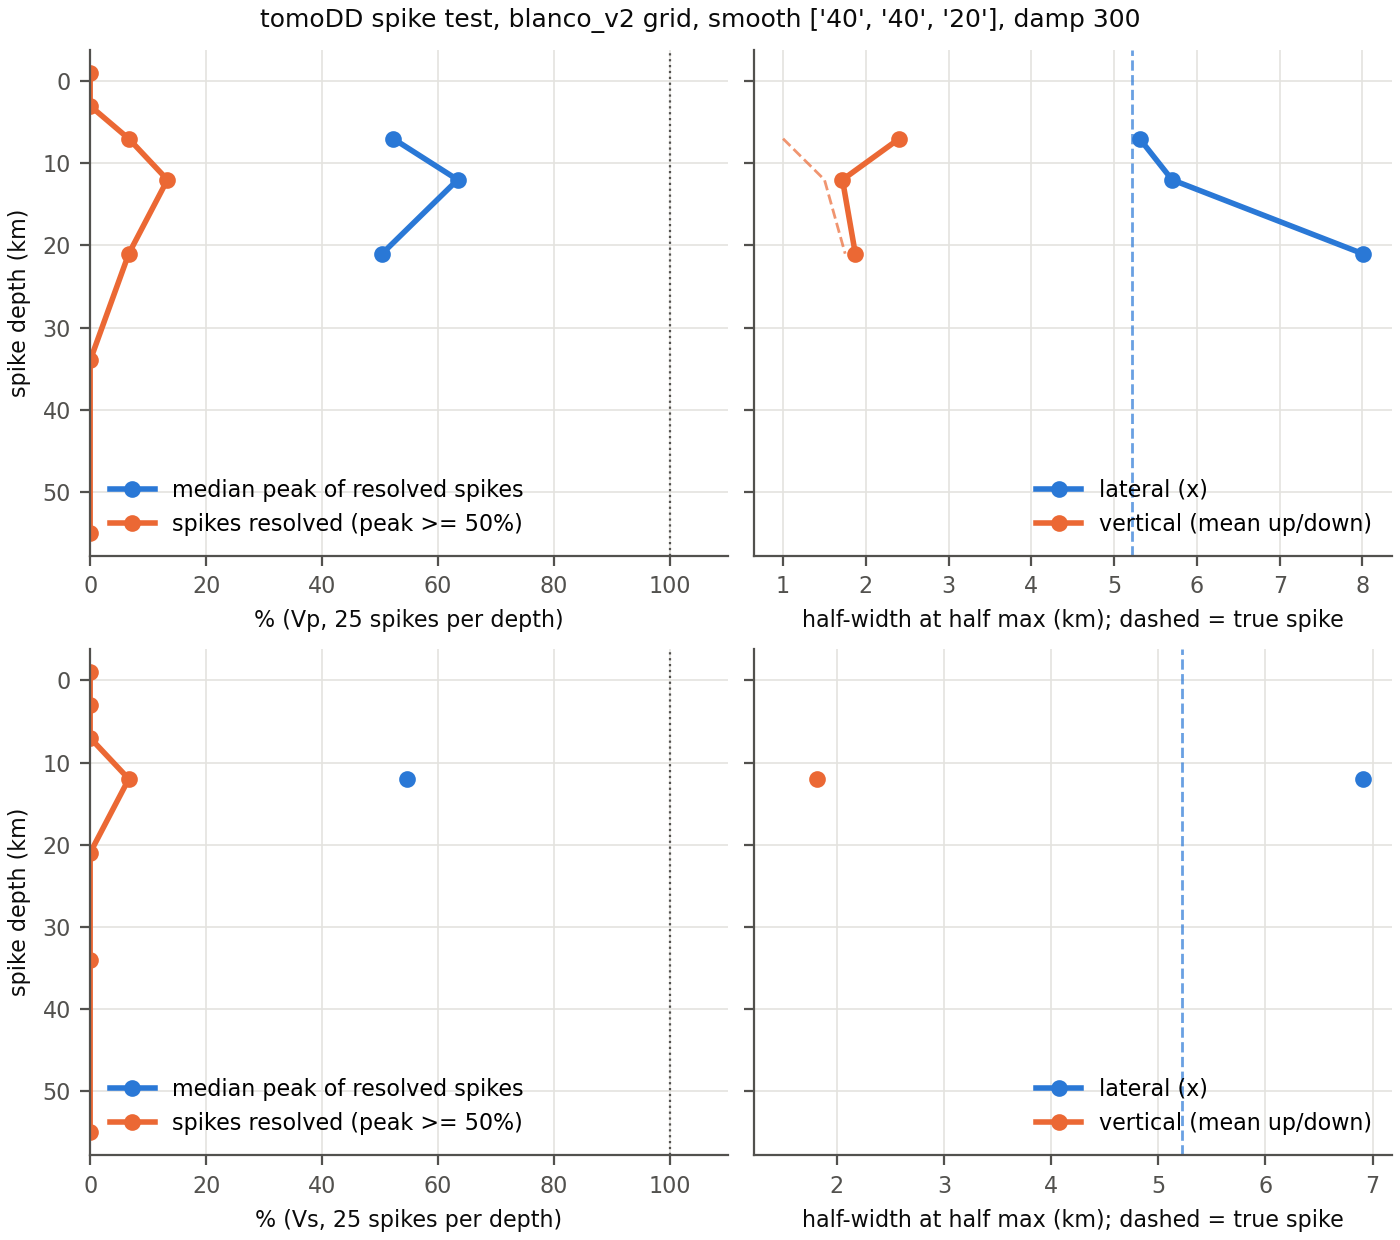 tomoDD spike test, blanco_v2 grid, smooth ['40', '40', '20'], damp 300
spike depth (km)
0
10
20
30
40
50
median peak of resolved spikes
spikes resolved (peak >= 50%)
0
20
40
60
80
100
% (Vp, 25 spikes per depth)
lateral (x)
vertical (mean up/down)
1
2
3
4
5
6
7
8
half-width at half max (km); dashed = true spike
spike depth (km)
0
10
20
30
40
50
median peak of resolved spikes
spikes resolved (peak >= 50%)
0
20
40
60
80
100
% (Vs, 25 spikes per depth)
lateral (x)
vertical (mean up/down)
2
3
4
5
6
7
half-width at half max (km); dashed = true spike